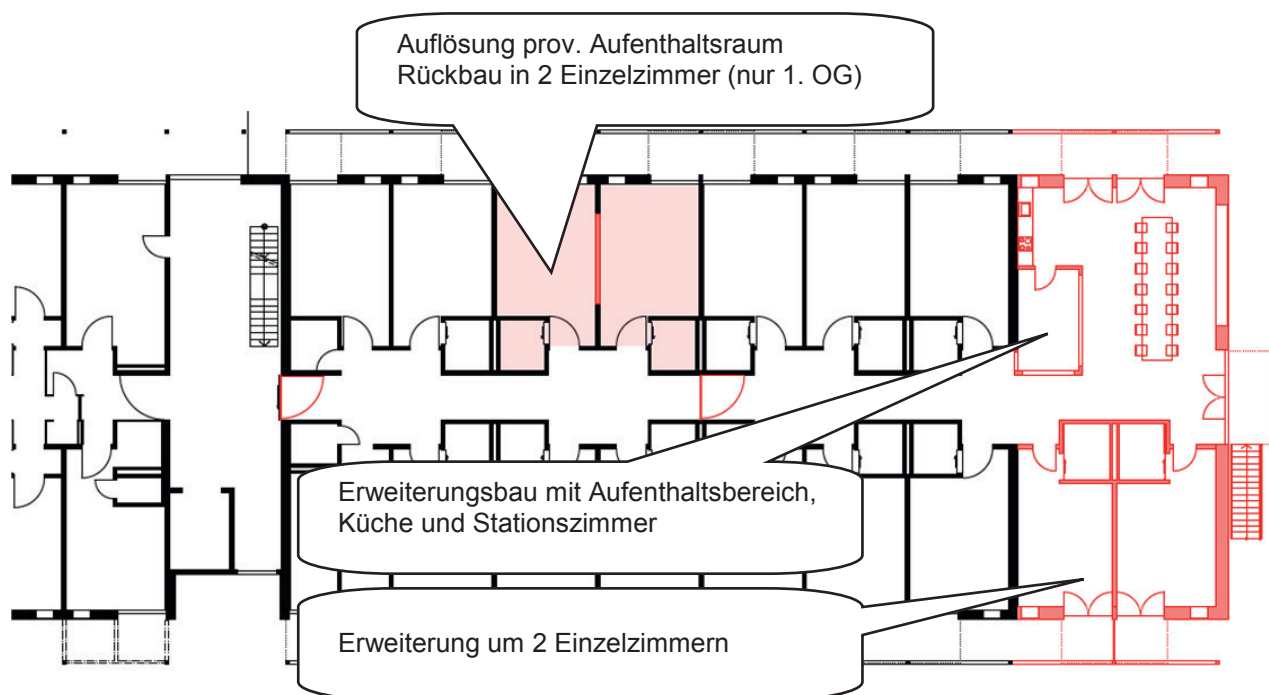 Auflösung prov. Aufenthaltsraum
Rückbau in 2 Einzelzimmer (nur 1. OG)
Erweiterungsbau mit Aufenthaltsbereich,
Küche und Stationszimmer
Erweiterung um 2 Einzelzimmern